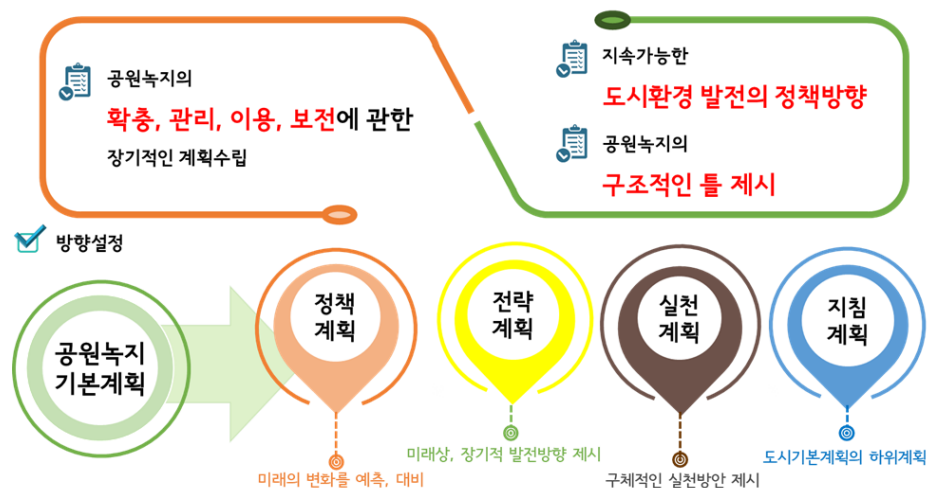 공원녹지의
확충, 관리, 이용, 보전에 관한
장기적인 계획수립
지속가능한
도시환경 발전의 정책방향
공원녹지의
구조적인 틀 제시
방향설정
공원녹지
기본계획
정책
계획
미래의 변화를 예측, 대비
전략
계획
미래상, 장기적 발전방향 제시
실천
계획
구체적인 실천방안 제시
지침
계획
도시기본계획의 하위계획